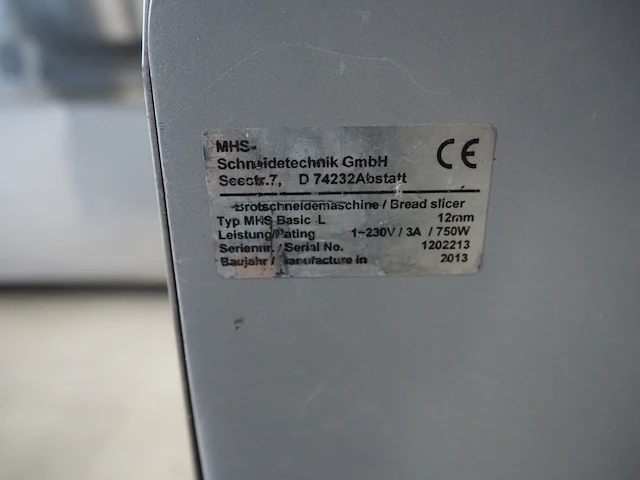 MHS-
Schneidetechnik GmbH
CE
Seestr.7, D 74232Abstatt
Brotschneidemaschine / Bread slicer
Typ MHS Basic L 12mm
Leistung/Rating 1~230V / 3A / 750W
Seriennr. / Serial No. 1202213
Baujahr / manufacture in 2013